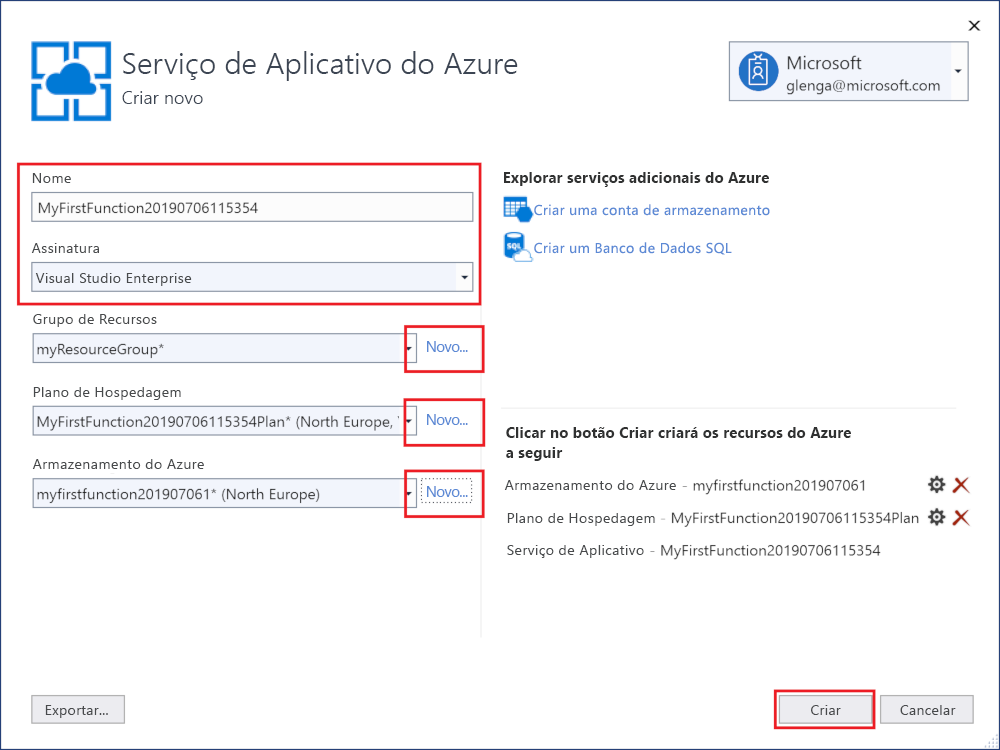 Serviço de Aplicativo do Azure
Criar novo
Microsoft
glenga@microsoft.com
Nome
MyFirstFunction20190706115354
Assinatura
Visual Studio Enterprise
Grupo de Recursos
myResourceGroup*
Novo...
Plano de Hospedagem
MyFirstFunction20190706115354Plan* (North Europe,
Novo...
Armazenamento do Azure
myfirstfunction201907061* (North Europe)
Novo...
Explorar serviços adicionais do Azure
Criar uma conta de armazenamento
SQL
Criar um Banco de Dados SQL
Clicar no botão Criar criará os recursos do Azure
a seguir
Armazenamento do Azure - myfirstfunction201907061
Plano de Hospedagem - MyFirstFunction20190706115354Plan
Serviço de Aplicativo - MyFirstFunction20190706115354
Exportar...
Criar
Cancelar